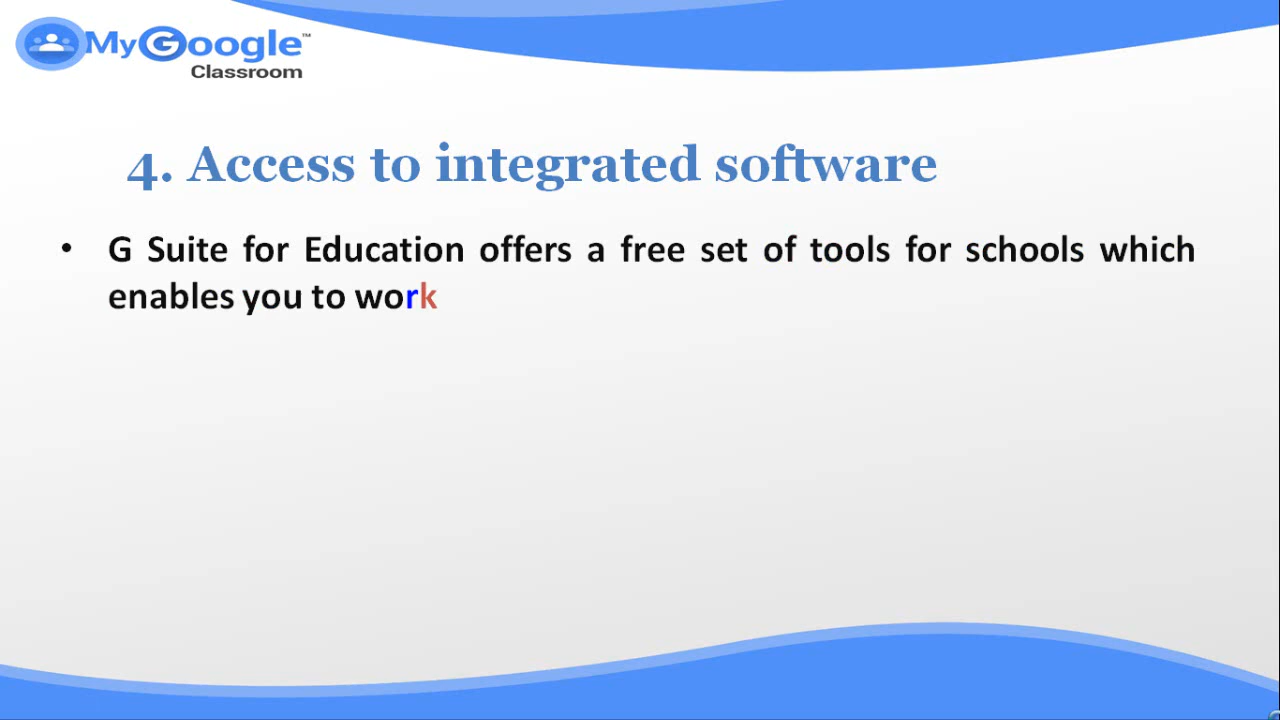 MyGoogle™
Classroom
4. Access to integrated software
• G Suite for Education offers a free set of tools for schools which
enables you to work